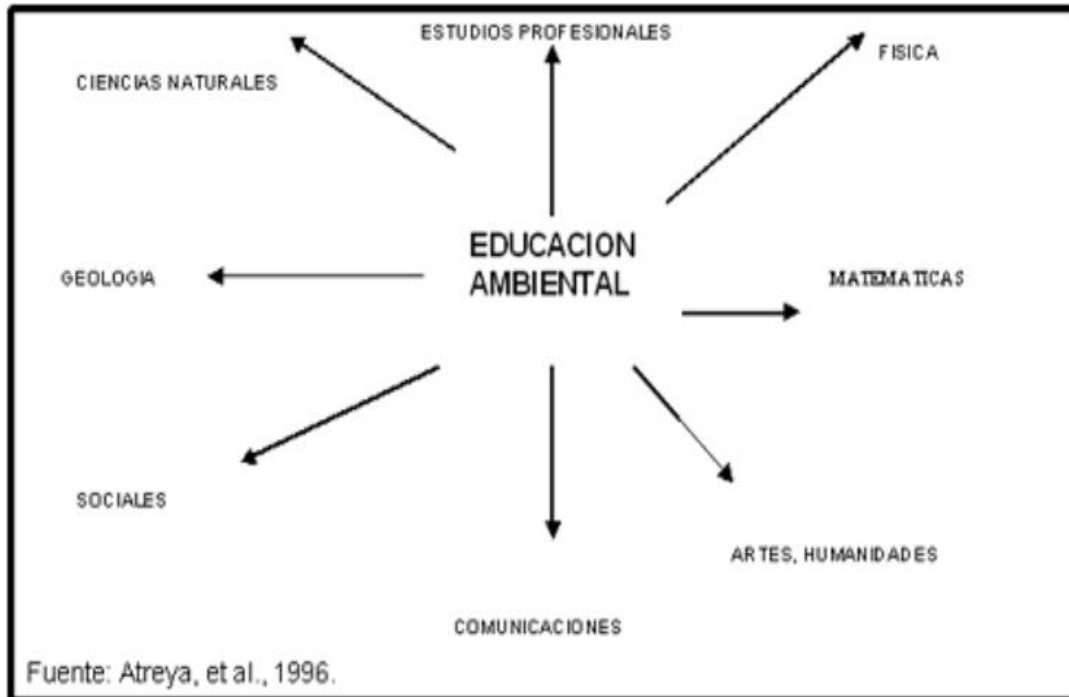 ESTUDIOS PROFESIONALES
FISICA
CIENCIAS NATURALES
EDUCACION
AMBIENTAL
GEOLOGIA
MATEMATICAS
SOCIALES
ARTES, HUMANIDADES
COMUNICACIONES
Fuente: Atreya, et al., 1996.